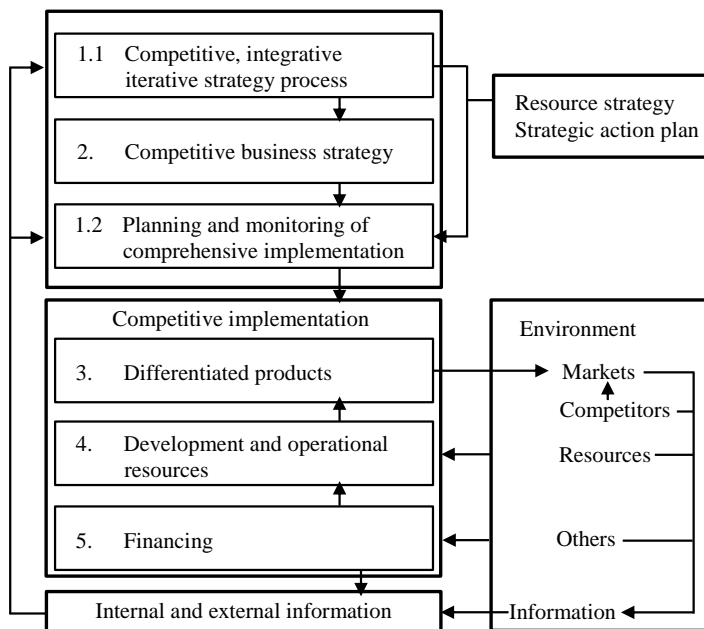 1.1 Competitive, integrative
iterative strategy process
Resource strategy
Strategic action plan
2. Competitive business strategy
1.2 Planning and monitoring of
comprehensive implementation
Competitive implementation
3. Differentiated products
4. Development and operational
resources
5. Financing
Environment
Markets
Competitors
Resources
Others
Information
Internal and external information